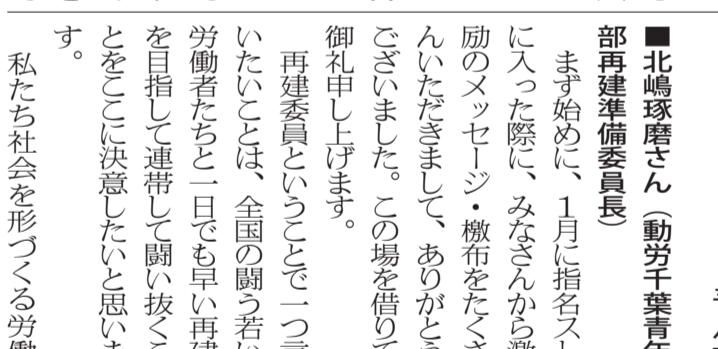 ■北嶋琢磨さん（動労千葉青年
部再建準備委員長）
まず始めに、1月に指名スト
に入った際に、みなさんから激
励のメッセージ・檄布をたくさ
んいただきまして、ありがとう
ございました。この場を借りて
御礼申し上げます。
再建委員ということで一つ言
いたいことは、全国の闘う若い
労働者たちと一日でも早い再建
を目指して連帯して闘い抜くこ
とをここに決意したいと思いま
す。
私たち社会を形づくる労働